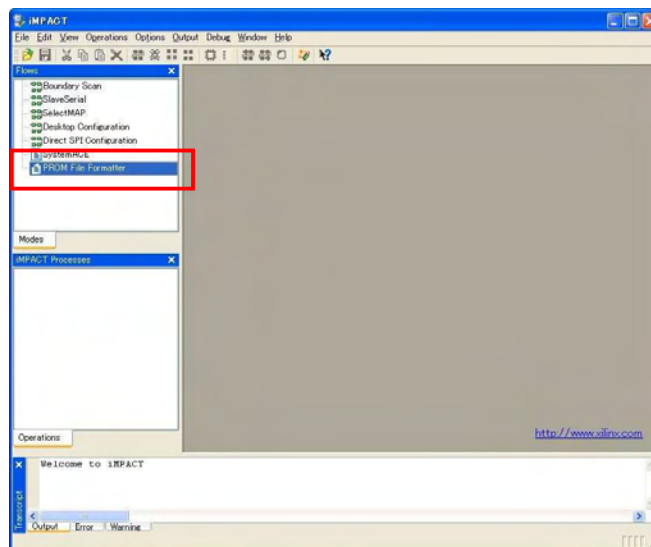 iMPACT
File Edit View Operations Options Output Debug Window Help
Flows
Boundary Scan
SlaveSerial
SelectMAP
Desktop Configuration
Direct SPI Configuration
SystemACE
PROM File Formatter
Modes
iMPACT Processes
Operations
http://www.xilinx.com
Welcome to iMPACT
Transcript
Output Error Warning